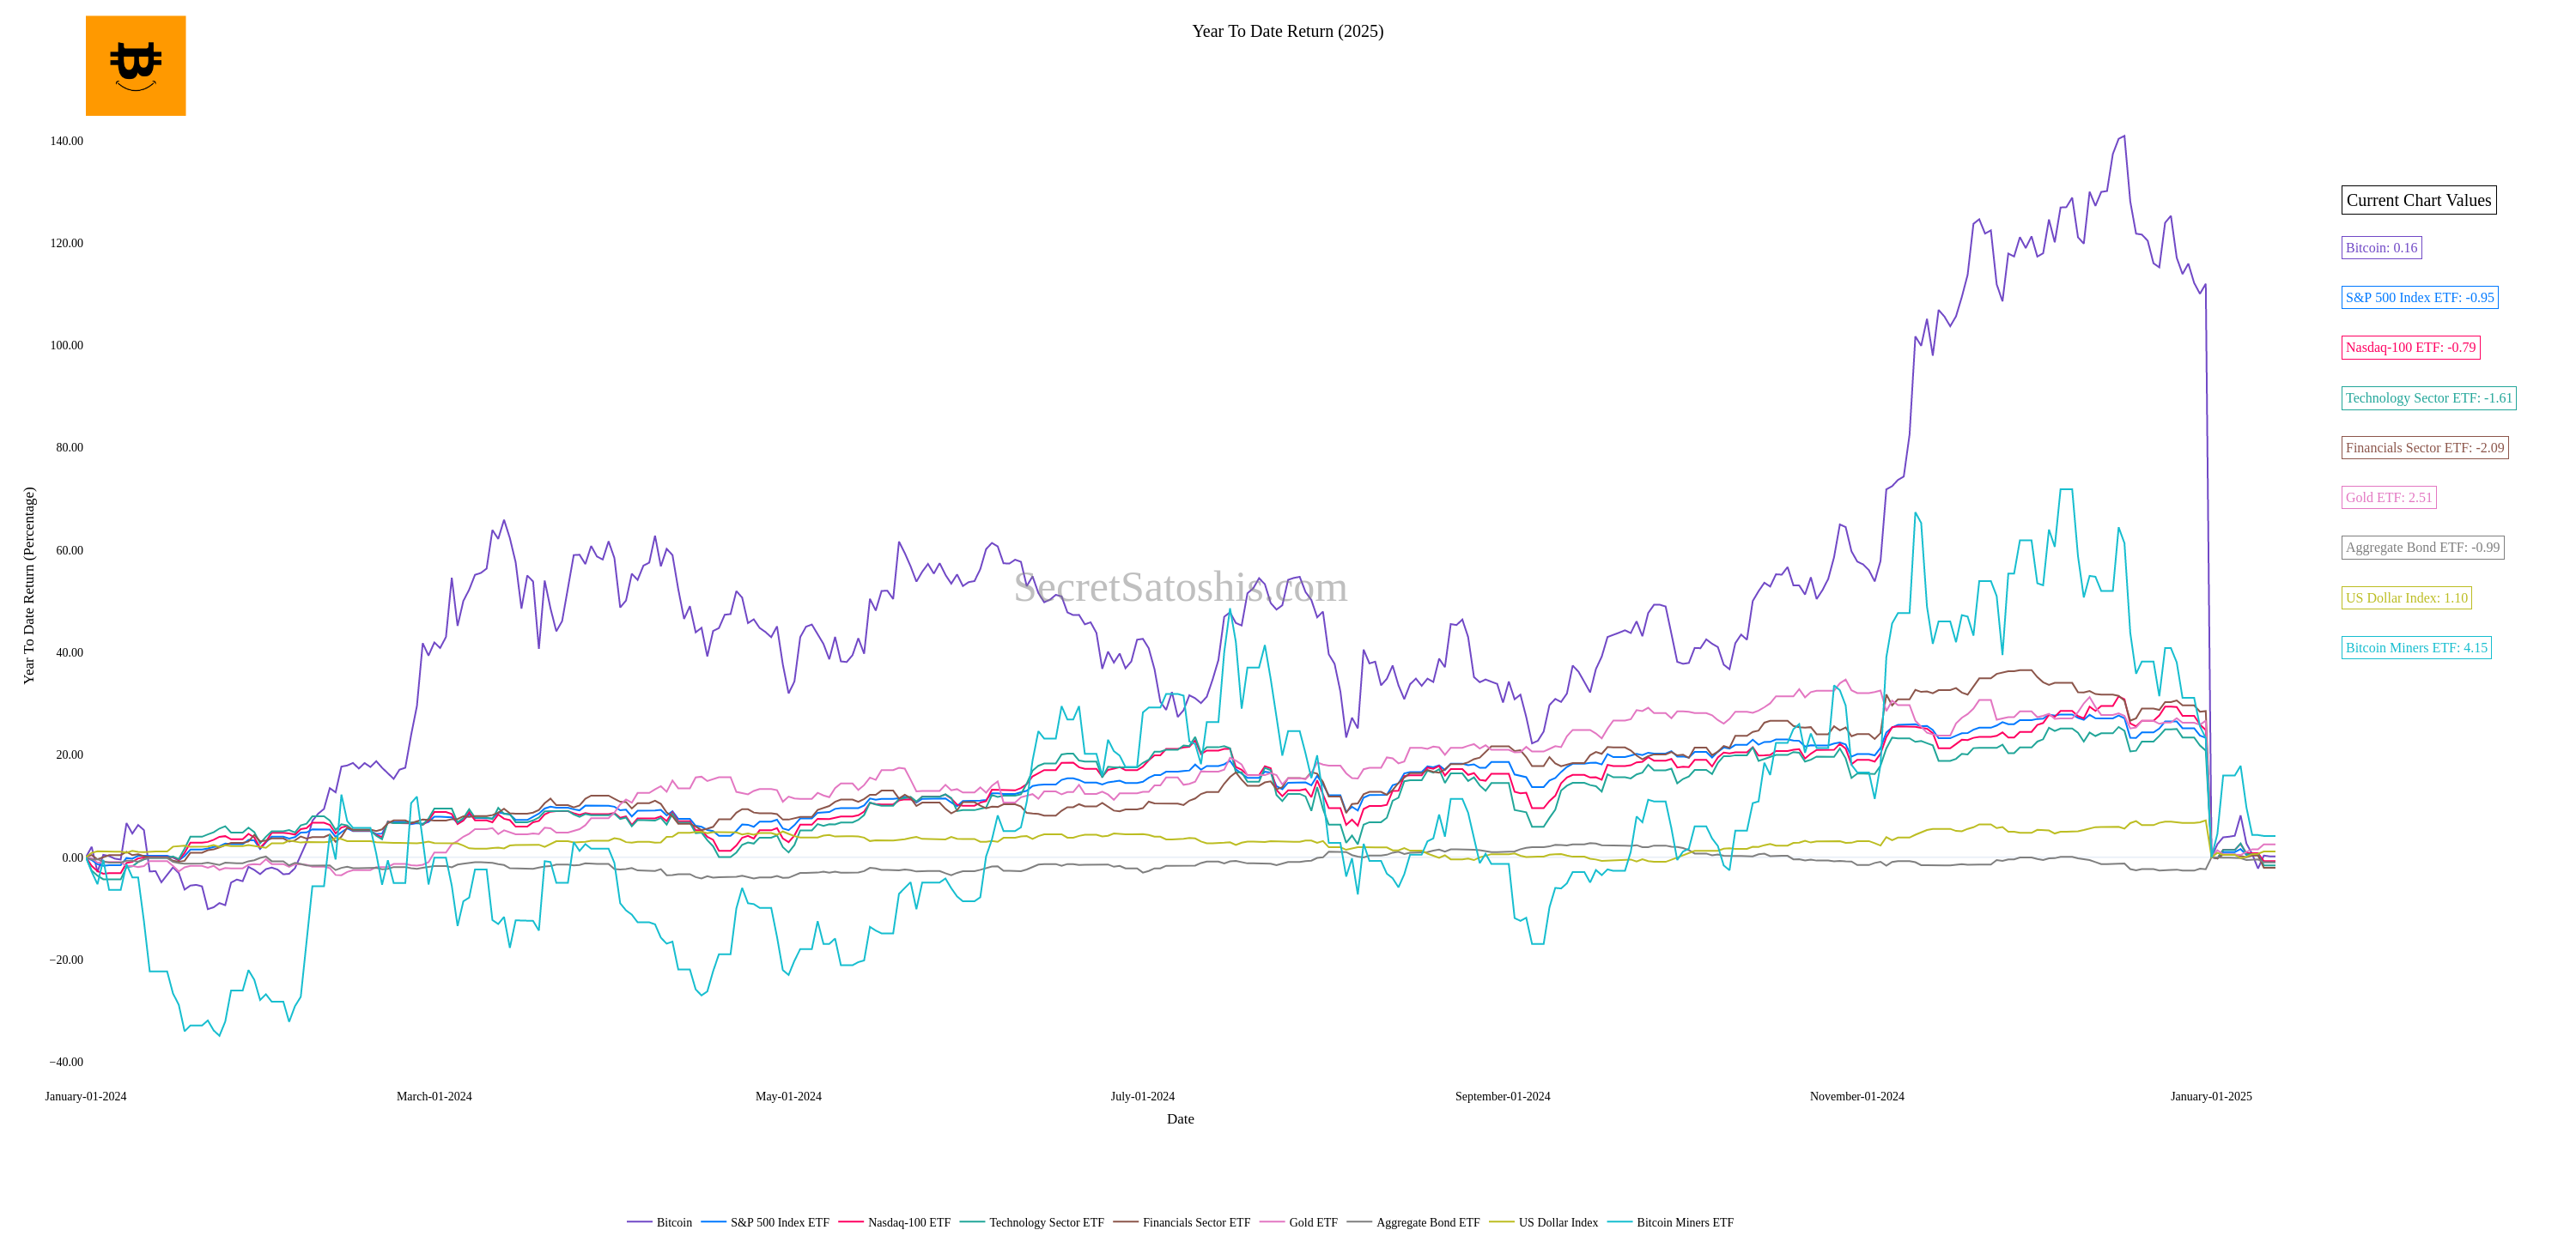 Year To Date Return (2025)
140.00
120.00
100.00
80.00
60.00
40.00
20.00
0.00
−20.00
−40.00
Year To Date Return (Percentage)
SecretSatoshis.com
January-01-2024
March-01-2024
May-01-2024
July-01-2024
September-01-2024
November-01-2024
January-01-2025
Date
Current Chart Values
Bitcoin: 0.16
S&P 500 Index ETF: -0.95
Nasdaq-100 ETF: -0.79
Technology Sector ETF: -1.61
Financials Sector ETF: -2.09
Gold ETF: 2.51
Aggregate Bond ETF: -0.99
US Dollar Index: 1.10
Bitcoin Miners ETF: 4.15
Bitcoin
S&P 500 Index ETF
Nasdaq-100 ETF
Technology Sector ETF
Financials Sector ETF
Gold ETF
Aggregate Bond ETF
US Dollar Index
Bitcoin Miners ETF